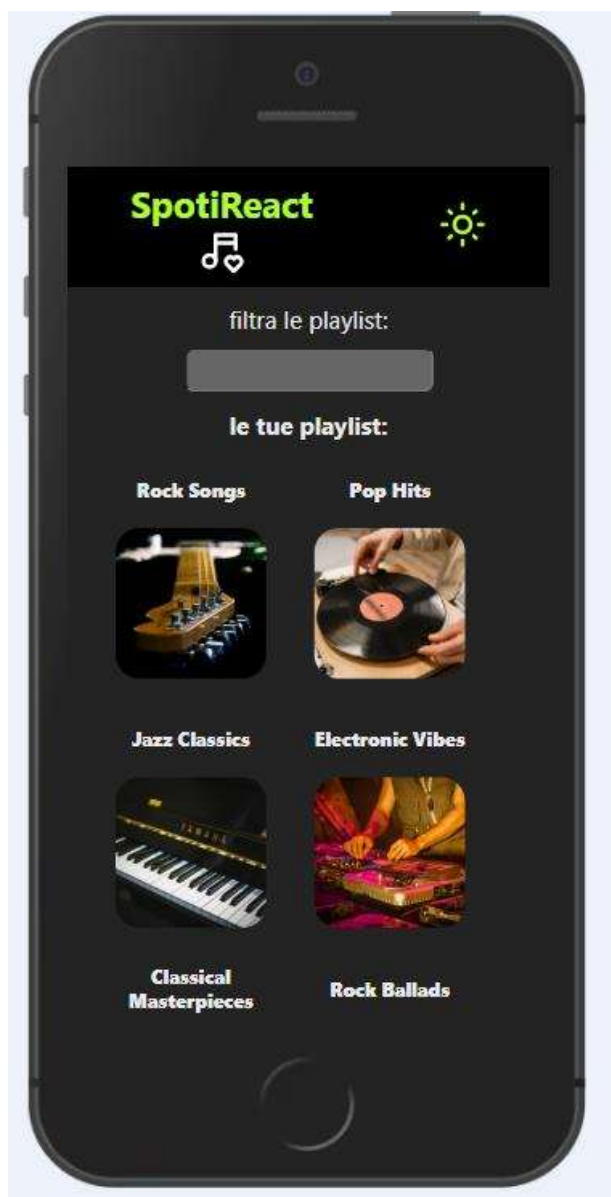 SpotiReact
filtra le playlist:
le tue playlist:
Rock Songs
Pop Hits
Jazz Classics
Electronic Vibes
YAMAHA
Classical
Masterpieces
Rock Ballads